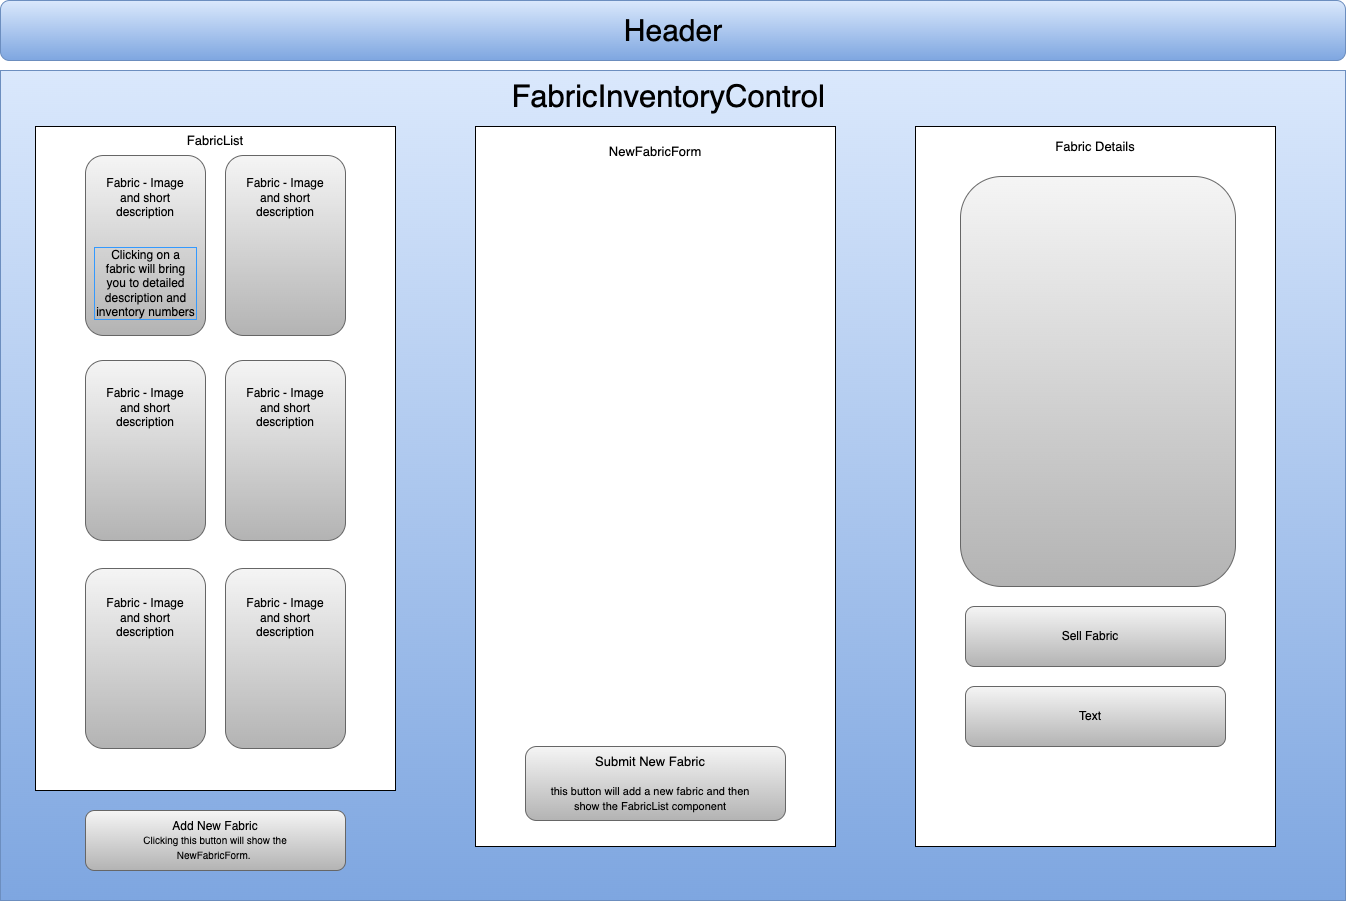 Header
FabricInventoryControl
FabricList
Fabric - Image
and short
description
Clicking on a
fabric will bring
you to detailed
description and
inventory numbers
Fabric - Image
and short
description
Fabric - Image
and short
description
Fabric - Image
and short
description
Fabric - Image
and short
description
Fabric - Image
and short
description
Add New Fabric
Clicking this button will show the
NewFabricForm.
NewFabricForm
Submit New Fabric
this button will add a new fabric and then
show the FabricList component
Fabric Details
Sell Fabric
Text